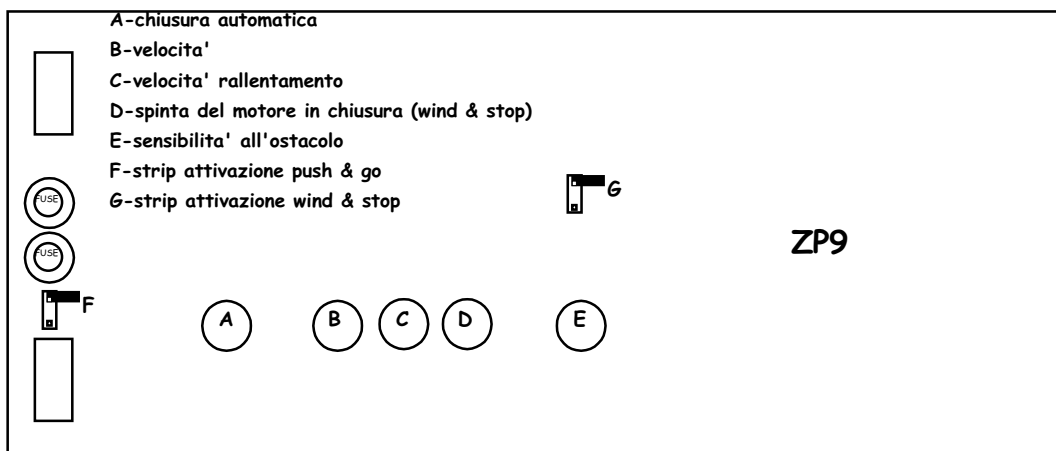 A-chiusura automatica
B-velocita'
C-velocita' rallentamento
D-spinta del motore in chiusura (wind & stop)
E-sensibilita' all'ostacolo
F-strip attivazione push & go
G-strip attivazione wind & stop
G
FUSE
ZP9
FUSE
F
A B C D E